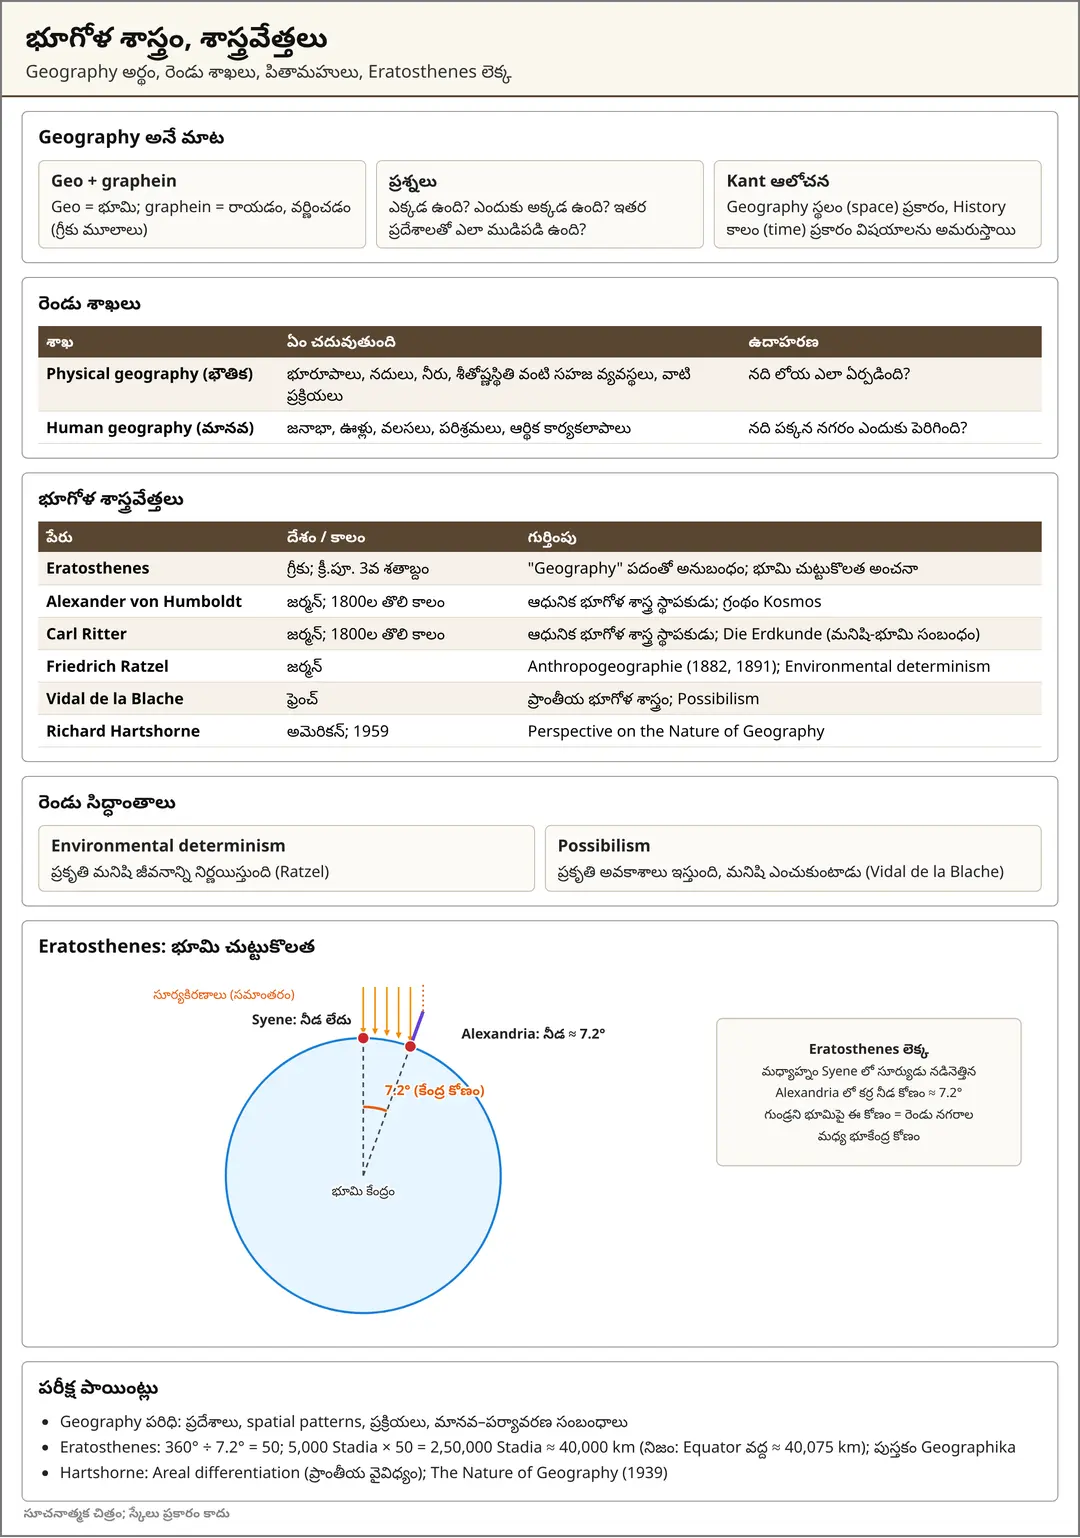 భూగోళ శాస్త్రం, శాస్త్రవేత్తలు
Geography అర్థం, రెండు శాఖలు, పితామహులు, Eratosthenes లెక్క
Geography అనే మాట
Geo + graphein
Geo = భూమి; graphein = రాయడం, వర్ణించడం
(గ్రీకు మూలాలు)
ప్రశ్నలు
ఎక్కడ ఉంది? ఎందుకు అక్కడ ఉంది? ఇతర
ప్రదేశాలతో ఎలా ముడిపడి ఉంది?
Kant ఆలోచన
Geography స్థలం (space) ప్రకారం, History
కాలం (time) ప్రకారం విషయాలను అమరుస్తాయి
రెండు శాఖలు
శాఖ ఏం చదువుతుంది ఉదాహరణ
Physical geography (భౌతిక) భూరూపాలు, నదులు, నీరు, శీతోష్ణస్థితి వంటి సహజ వ్యవస్థలు, వాటి నది లోయ ఎలా ఏర్పడింది?
ప్రక్రియలు
Human geography (మానవ) జనాభా, ఊళ్లు, వలసలు, పరిశ్రమలు, ఆర్థిక కార్యకలాపాలు నది పక్కన నగరం ఎందుకు పెరిగింది?
భూగోళ శాస్త్రవేత్తలు
పేరు దేశం / కాలం గుర్తింపు
Eratosthenes గ్రీకు; క్రీ.పూ. 3వ శతాబ్దం "Geography" పదంతో అనుబంధం; భూమి చుట్టుకొలత అంచనా
Alexander von Humboldt జర్మన్; 1800ల తొలి కాలం ఆధునిక భూగోళ శాస్త్ర స్థాపకుడు; గ్రంథం Kosmos
Carl Ritter జర్మన్; 1800ల తొలి కాలం ఆధునిక భూగోళ శాస్త్ర స్థాపకుడు; Die Erdkunde (మనిషి-భూమి సంబంధం)
Friedrich Ratzel జర్మన్ Anthropogeographie (1882, 1891); Environmental determinism
Vidal de la Blache ఫ్రెంచ్ ప్రాంతీయ భూగోళ శాస్త్రం; Possibilism
Richard Hartshorne అమెరికన్; 1959 Perspective on the Nature of Geography
రెండు సిద్ధాంతాలు
Environmental determinism
ప్రకృతి మనిషి జీవనాన్ని నిర్ణయిస్తుంది (Ratzel)
Possibilism
ప్రకృతి అవకాశాలు ఇస్తుంది, మనిషి ఎంచుకుంటాడు (Vidal de la Blache)
Eratosthenes: భూమి చుట్టుకొలత
సూర్యకిరణాలు (సమాంతరం)
Syene: నీడ లేదు
Alexandria: నీడ ≈ 7.2°
7.2° (కేంద్ర కోణం)
భూమి కేంద్రం
Eratosthenes లెక్క
మధ్యాహ్నం Syene లో సూర్యుడు నడినెత్తిన
Alexandria లో కర్ర నీడ కోణం ≈ 7.2°
గుండ్రని భూమిపై ఈ కోణం = రెండు నగరాల
మధ్య భూకేంద్ర కోణం
పరీక్ష పాయింట్లు
• Geography పరిధి: ప్రదేశాలు, spatial patterns, ప్రక్రియలు, మానవ–పర్యావరణ సంబంధాలు
• Eratosthenes: 360° ÷ 7.2° = 50; 5,000 Stadia × 50 = 2,50,000 Stadia ≈ 40,000 km (నిజం: Equator వద్ద ≈ 40,075 km); పుస్తకం Geographika
• Hartshorne: Areal differentiation (ప్రాంతీయ వైవిధ్యం); The Nature of Geography (1939)
సూచనాత్మక చిత్రం; స్కేలు ప్రకారం కాదు